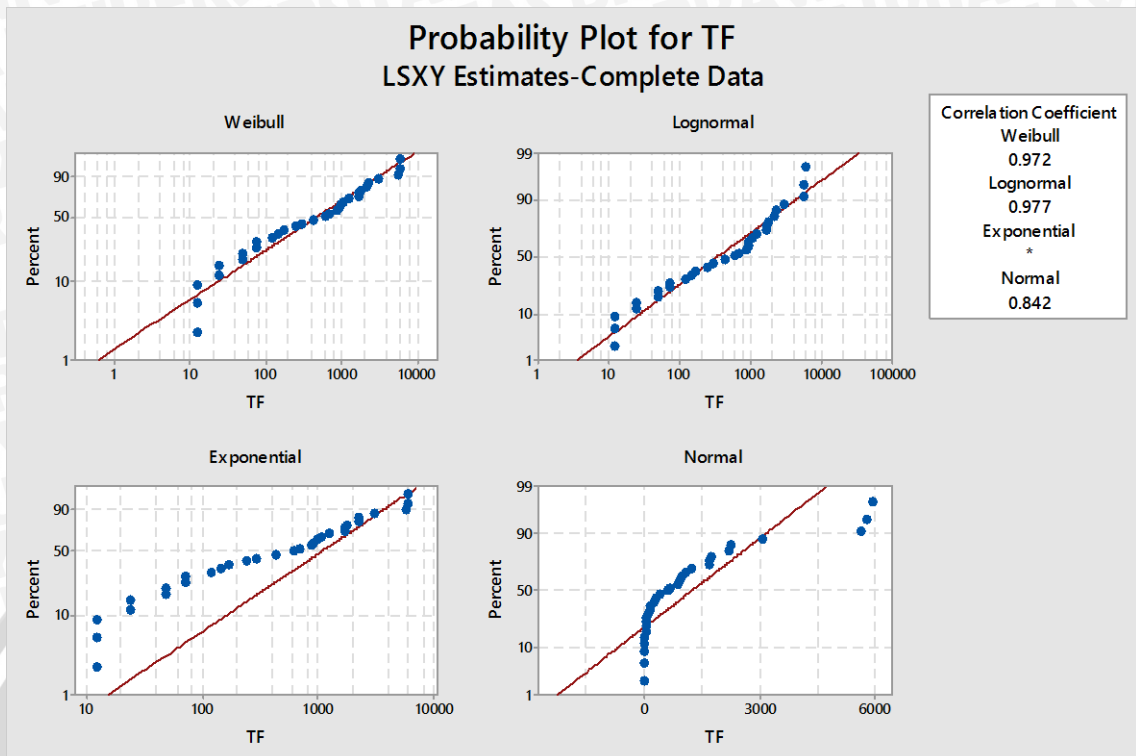 Probability Plot for TF
LSXY Estimates-Complete Data
Correlation Coefficient
Weibull
0.972
Lognormal
0.977
Exponential
*
Normal
0.842
Weibull
Percent
90
50
10
1
1 10 100 1000 10000
TF
Lognormal
Percent
99
90
50
10
1
1 10 100 1000 10000 100000
TF
Exponential
Percent
90
50
10
1
10 100 1000 10000
TF
Normal
Percent
99
90
50
10
1
0 3000 6000
TF